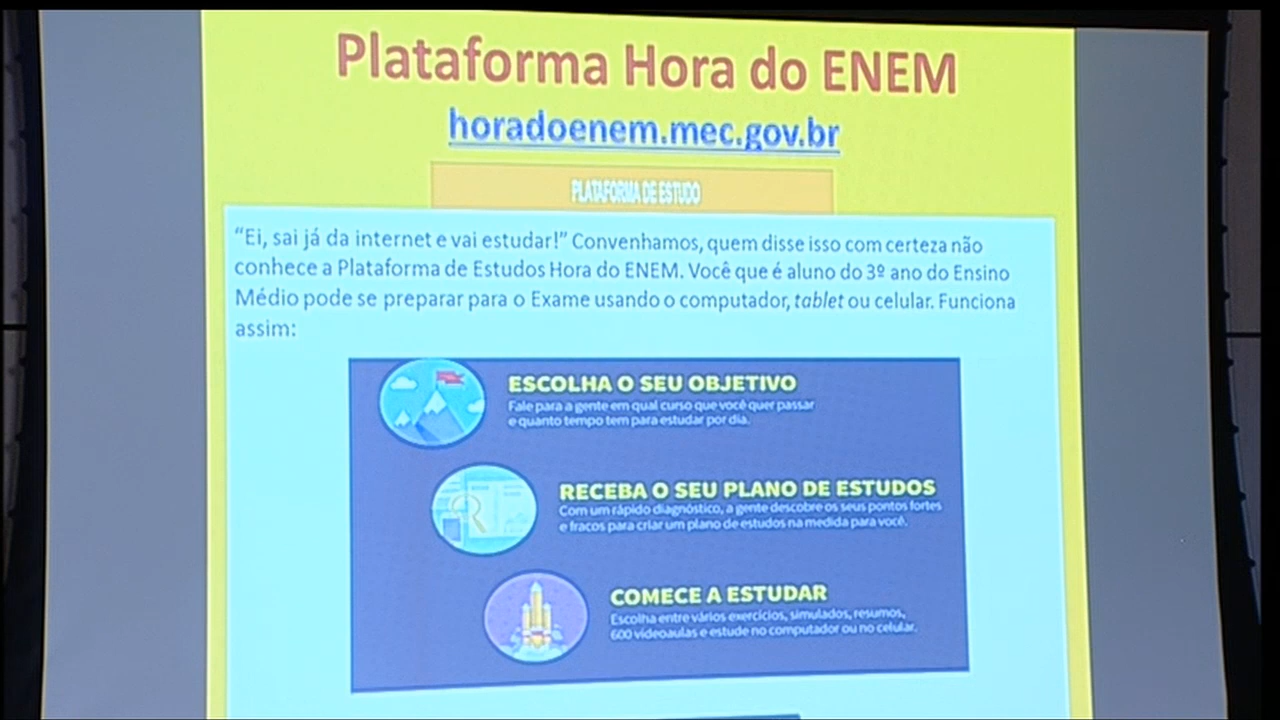 Plataforma Hora do ENEM
horadoenem.mec.gov.br
PLATAFORMA DE ESTUDO
“Ei, sai já da internet e vai estudar!” Convenhamos, quem disse isso com certeza não
conhece a Plataforma de Estudos Hora do ENEM. Você que é aluno do 3º ano do Ensino
Médio pode se preparar para o Exame usando o computador, tablet ou celular. Funciona
assim:
ESCOLHA O SEU OBJETIVO
Fale para a gente em qual curso que você quer passar
e quanto tempo tem para estudar por dia.
RECEBA O SEU PLANO DE ESTUDOS
Com um rápido diagnóstico, a gente descobre os seus pontos fortes
e fracos para criar um plano de estudos na medida para você.
COMECE A ESTUDAR
Escolha entre vários exercícios, simulados, resumos,
600 videoaulas e estude no computador ou no celular.